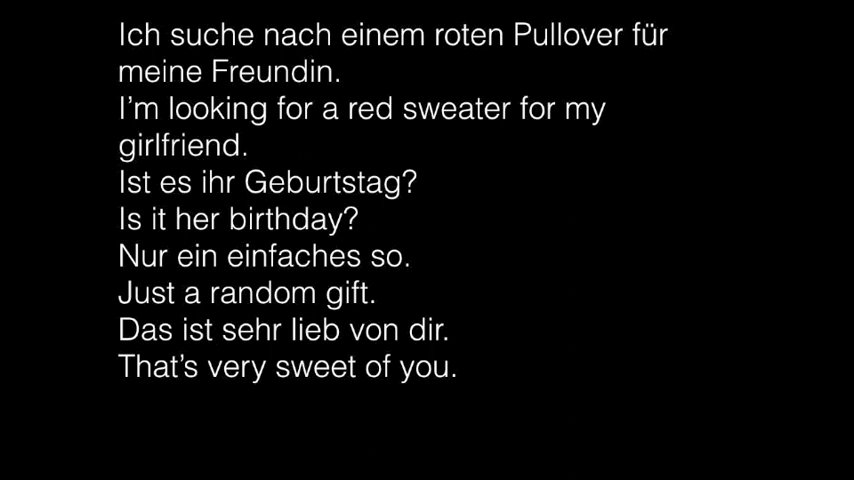 Ich suche nach einem roten Pullover für
meine Freundin.
I’m looking for a red sweater for my
girlfriend.
Ist es ihr Geburtstag?
Is it her birthday?
Nur ein einfaches so.
Just a random gift.
Das ist sehr lieb von dir.
That’s very sweet of you.